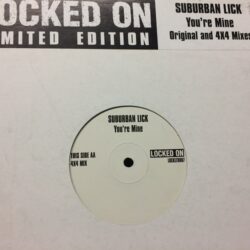 LOCKED ON
LIMITED EDITION
SUBURBAN LICK
You're Mine
Original and 4X4 Mixes
SUBURBAN LICK
You're Mine
THIS SIDE AA
4X4 MIX
LOCKED ON